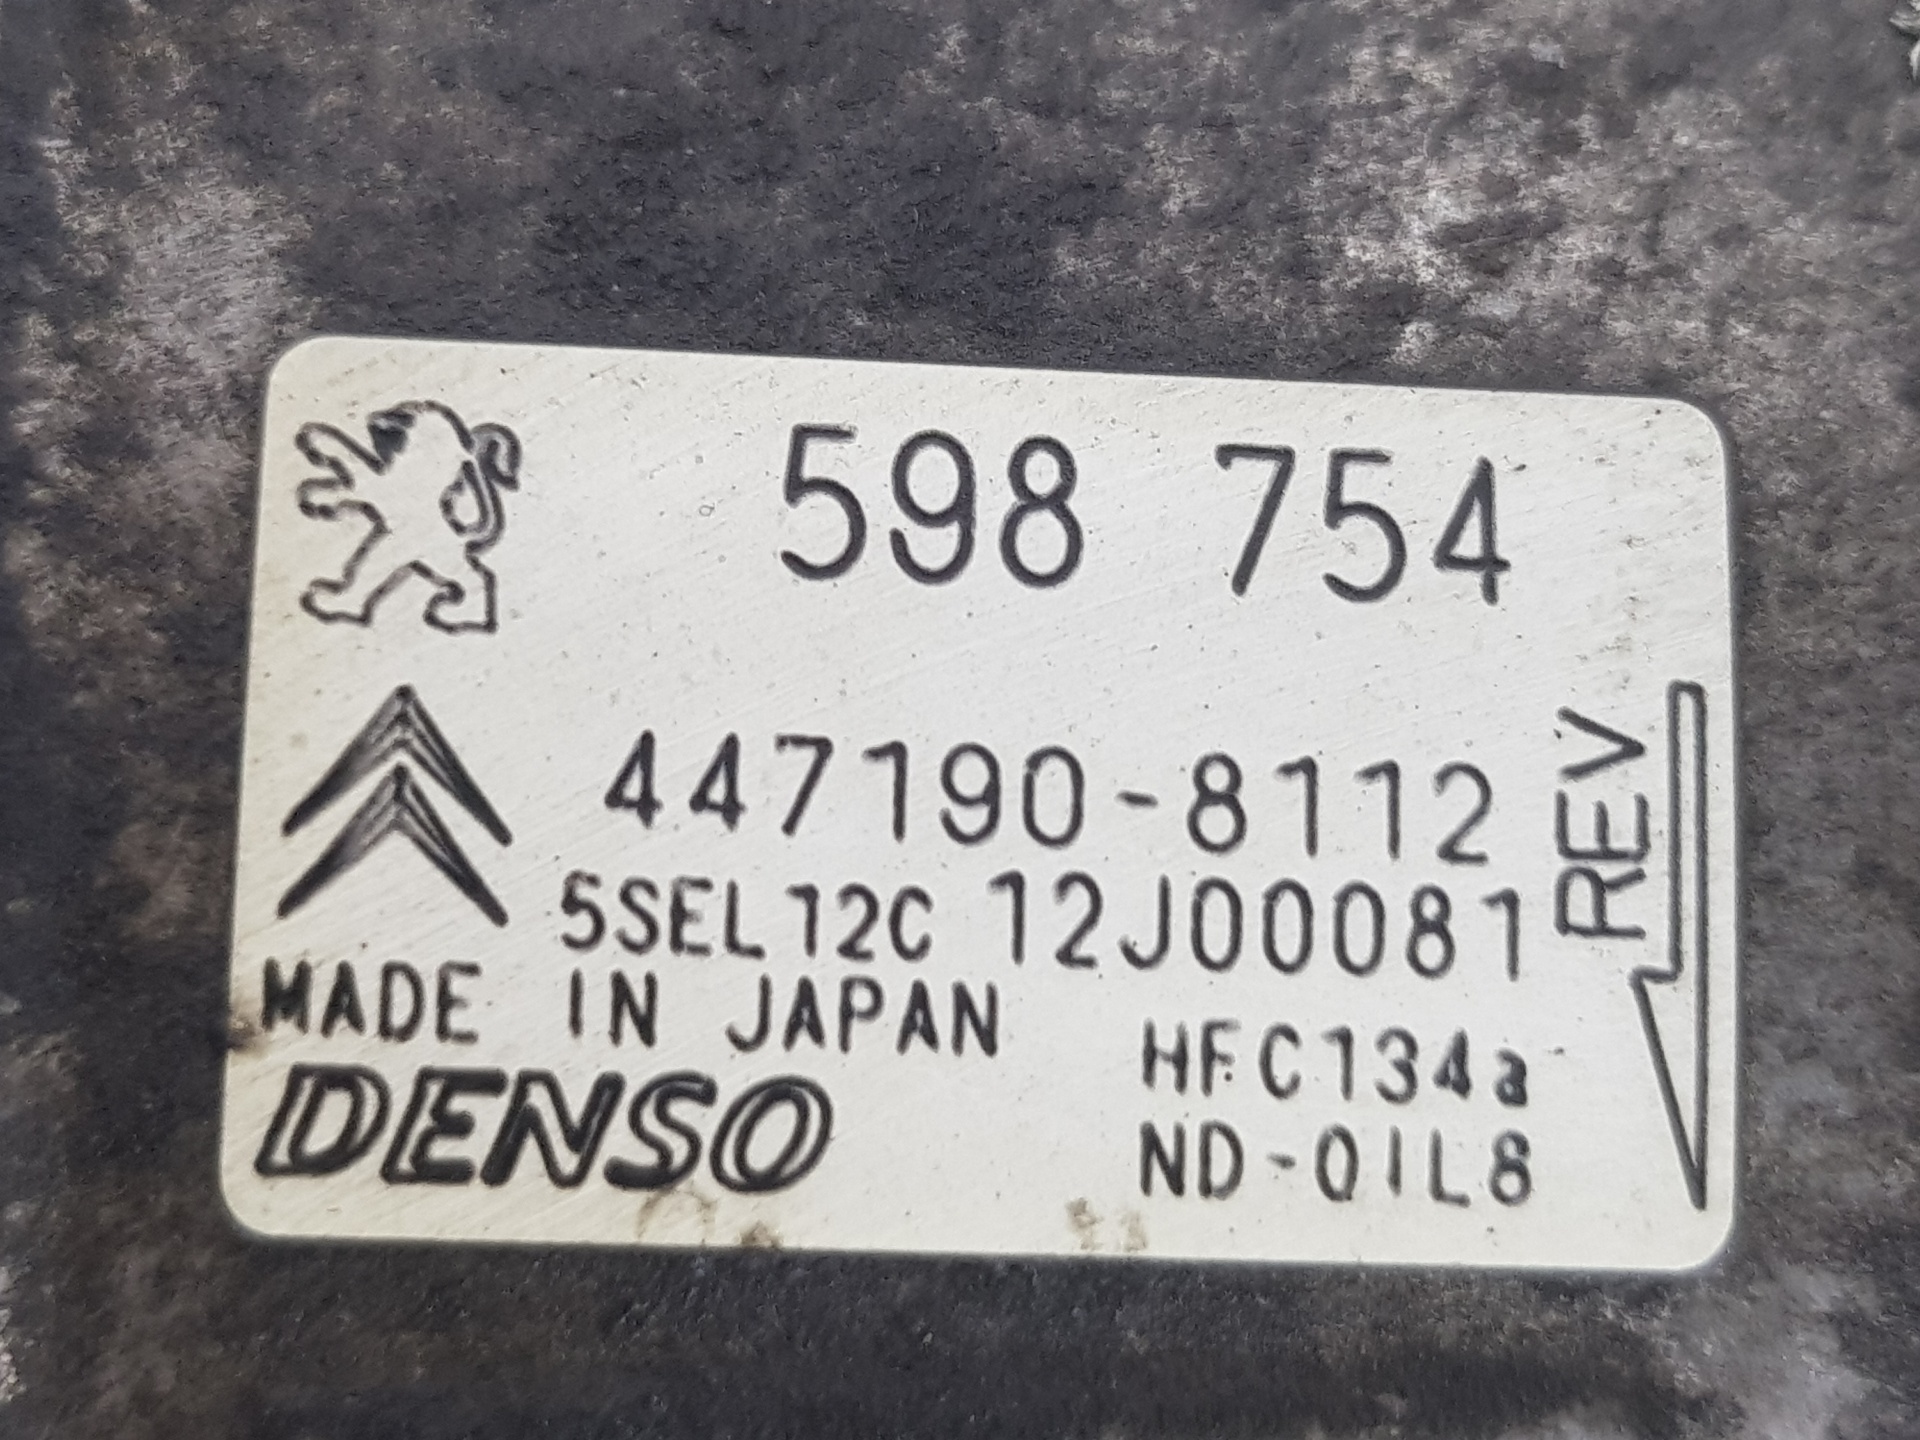 598 754
447190-8112
5SEL12C 12J00081
REV
MADE IN JAPAN
HFC134a
DENSO
ND-OIL8